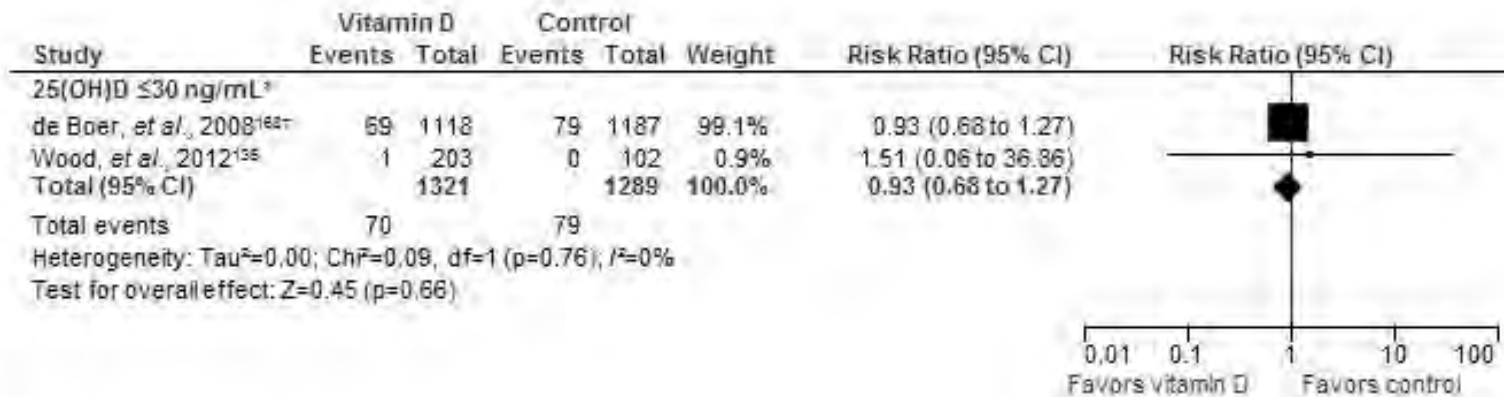 Vitamin D Control
Study Events Total Events Total Weight Risk Ratio (95% CI) Risk Ratio (95% CI)
25(OH)D ≤30 ng/mL*
de Boer, et al., 2008 69 1118 79 1187 99.1% 0.93 (0.68 to 1.27)
Wood, et al., 2012¹³⁵ 1 203 0 102 0.9% 1.51 (0.06 to 36.86)
Total (95% CI) 1321 1289 100.0% 0.93 (0.68 to 1.27)
Total events 70 79
Heterogeneity: Tau²=0.00; Chi²=0.09, df=1 (p=0.76); I²=0%
Test for overall effect: Z=0.45 (p=0.66)
0.01 0.1 1 10 100
Favors vitamin D Favors control